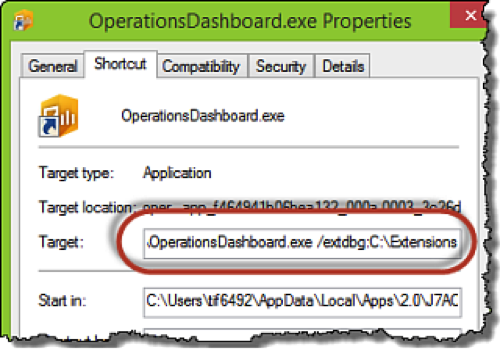 OperationsDashboard.exe Properties
General Shortcut Compatibility Security Details
OperationsDashboard.exe
Target type: Application
Target location: oper...app_f464941b06bea132_000a.0003_3c26d
Target: .OperationsDashboard.exe /extdbg:C:\Extensions
Start in: C:\Users\tif6492\AppData\Local\Apps\2.0\J7AC